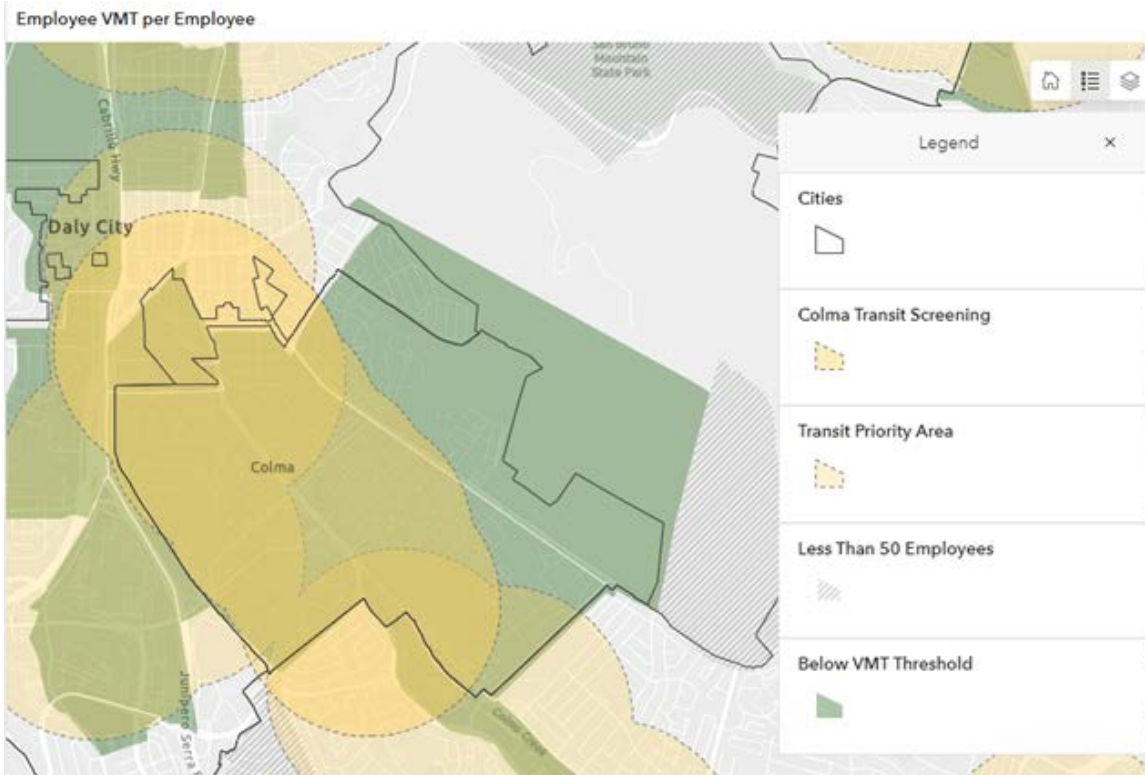 Employee VMT per Employee
San Bruno
Mountain
State Park
Cabrillo Hwy
Legend
×
Cities
Daly City
Colma Transit Screening
Transit Priority Area
Colma
Less Than 50 Employees
Below VMT Threshold
Junipero Serra
Colma Creek